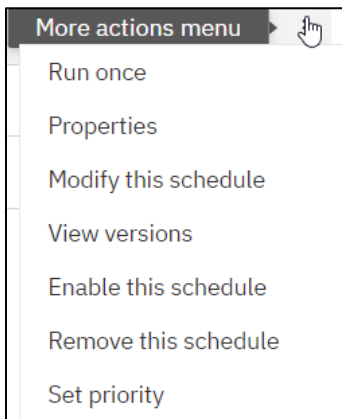 More actions menu
Run once
Properties
Modify this schedule
View versions
Enable this schedule
Remove this schedule
Set priority